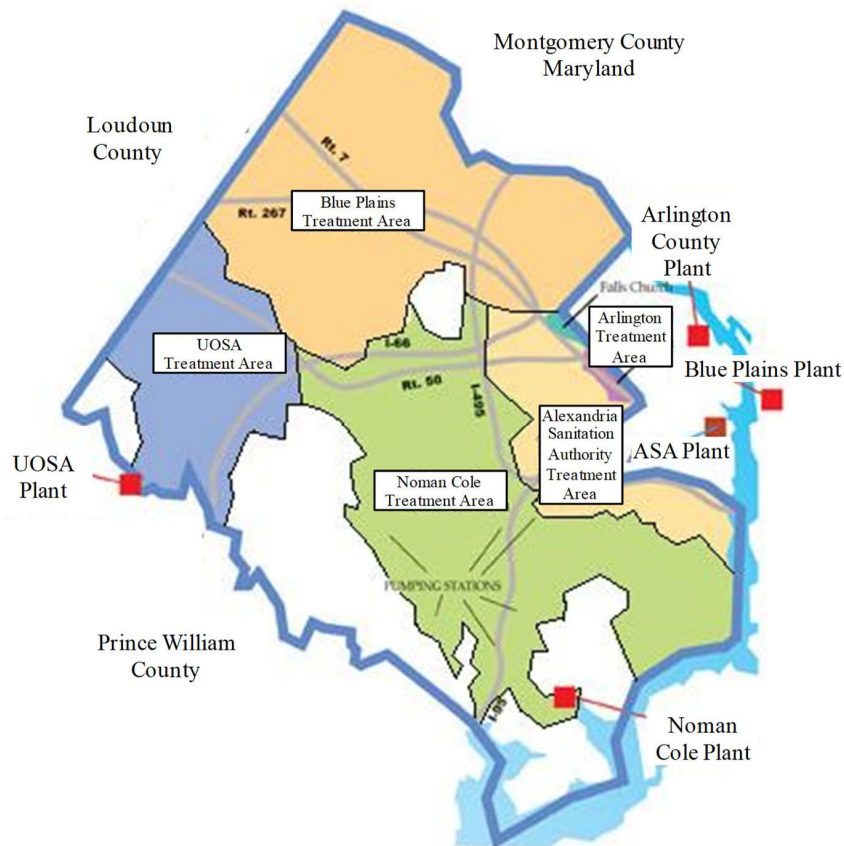 Montgomery County
Maryland
Loudoun
County
Rt. 7
Blue Plains
Treatment Area
Rt. 267
Arlington
County
Plant
Falls Church
Arlington
Treatment
Area
UOSA
Treatment Area
I-66
Rt. 50
I-495
Blue Plains Plant
Alexandria
Sanitation
Authority
Treatment
Area
ASA Plant
UOSA
Plant
Noman Cole
Treatment Area
PUMPING STATIONS
Prince William
County
I-95
Noman
Cole Plant